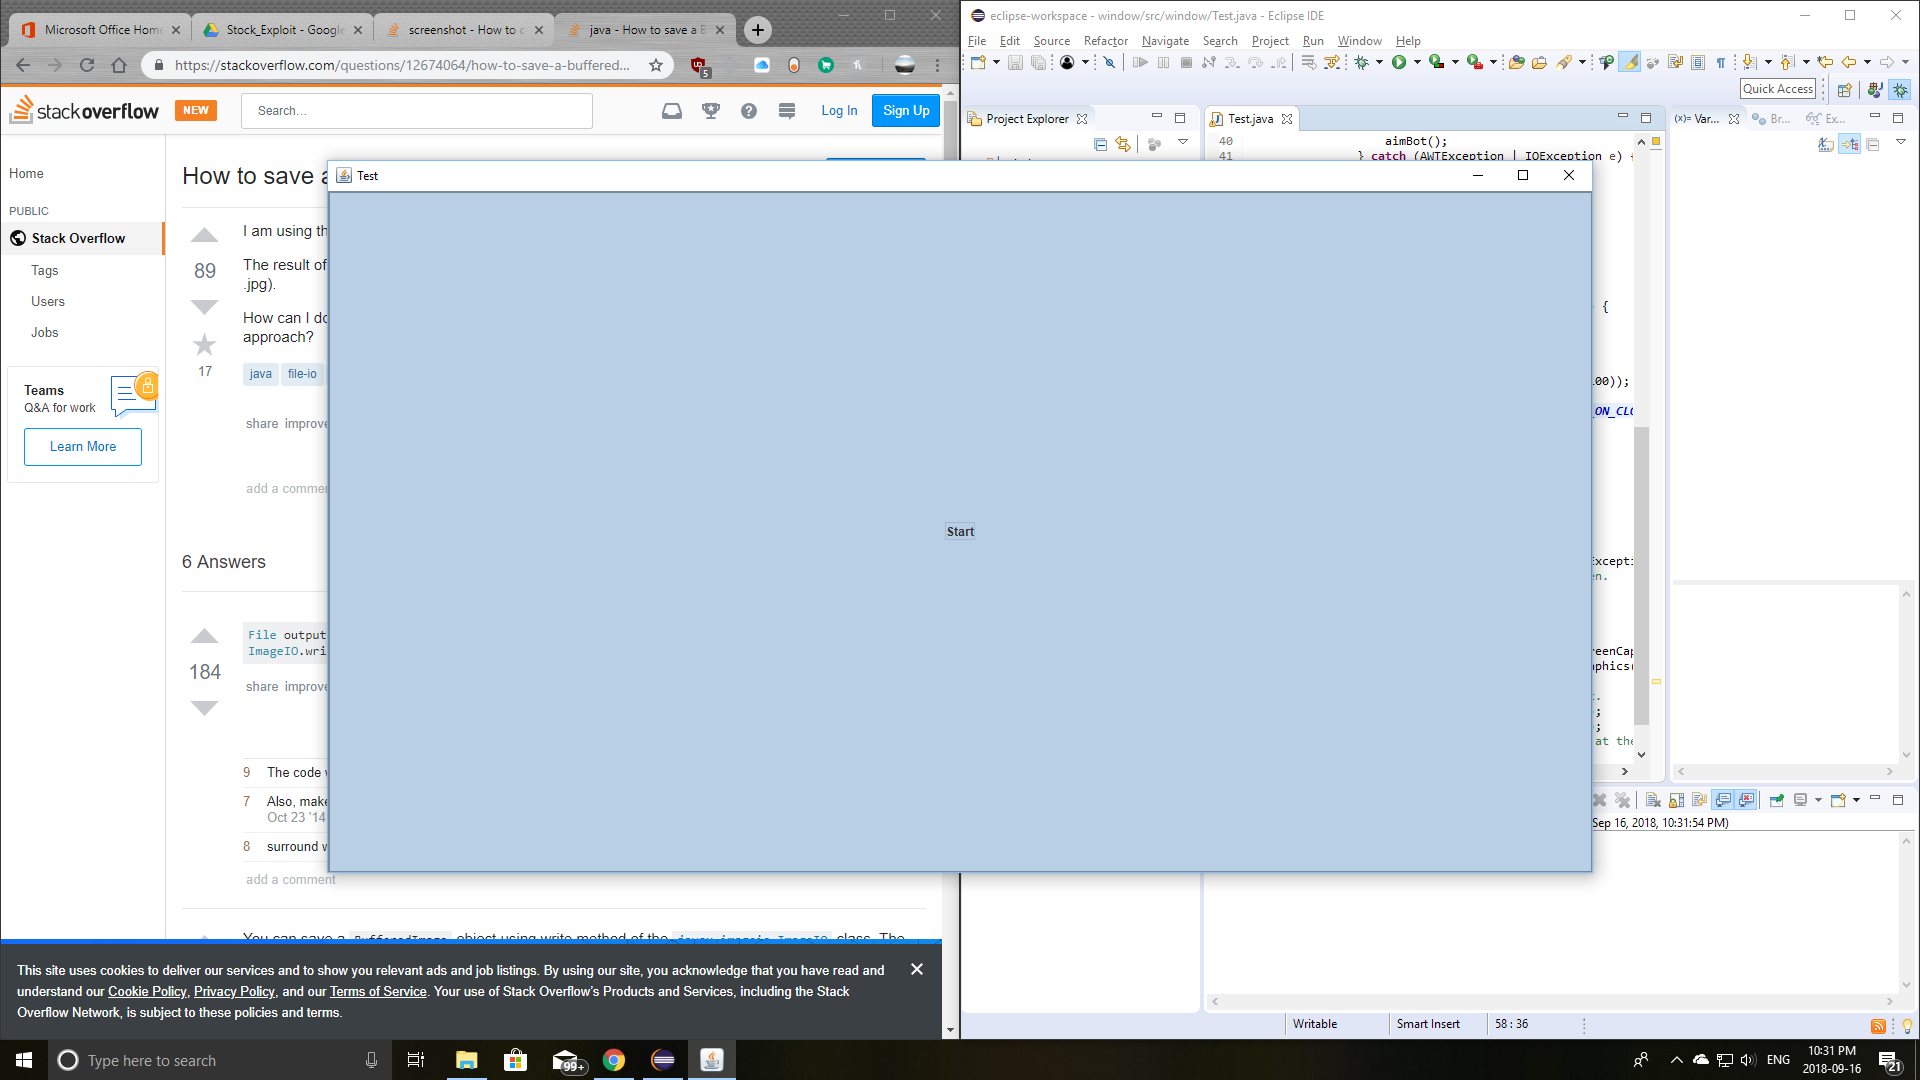 Microsoft Office Home
Stock_Exploit - Google
screenshot - How to c
java - How to save a B
https://stackoverflow.com/questions/12674064/how-to-save-a-buffered...
5
stackoverflow
NEW
Search...
Log In
Sign Up
Home
PUBLIC
Stack Overflow
Tags
Users
Jobs
Teams
Q&A for work
Learn More
How to save a
89
17
I am using th
The result of
.jpg).
How can I do
approach?
java file-io
share improve
add a commen
6 Answers
184
File output
ImageIO.wri
share improve
9 The code w
7 Also, make
Oct 23 '14
8 surround w
add a comment
You can save a BufferedImage object using write method of the javax.imageio.ImageIO class. The
This site uses cookies to deliver our services and to show you relevant ads and job listings. By using our site, you acknowledge that you have read and
understand our Cookie Policy, Privacy Policy, and our Terms of Service. Your use of Stack Overflow's Products and Services, including the Stack
Overflow Network, is subject to these policies and terms.
Test
Start
eclipse-workspace - window/src/window/Test.java - Eclipse IDE
File Edit Source Refactor Navigate Search Project Run Window Help
Quick Access
Project Explorer
Test.java
(x)= Var...
Br...
Ex...
40 aimBot();
41 } catch (AWTException | IOException e) {
{
00));
ON_CLO
xcepti
en.
eenCap
phics(
.
;
;
at the
Sep 16, 2018, 10:31:54 PM)
Writable
Smart Insert
58 : 36
Type here to search
99+
ENG
10:31 PM
2018-09-16
21